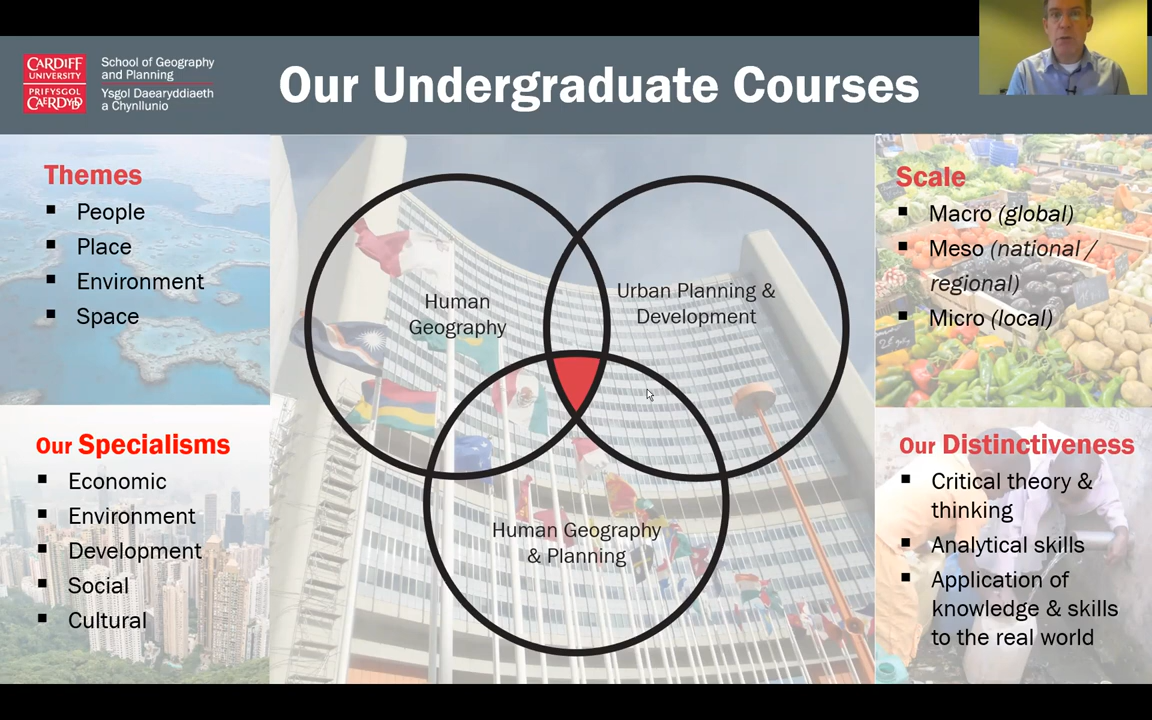 CARDIFF
UNIVERSITY
PRIFYSGOL
CAERDYDD
School of Geography
and Planning
Ysgol Daearyddiaeth
a Chynllunio
Our Undergraduate Courses
Themes
▪ People
▪ Place
▪ Environment
▪ Space
Our Specialisms
▪ Economic
▪ Environment
▪ Development
▪ Social
▪ Cultural
Human
Geography
Urban Planning &
Development
Human Geography
& Planning
Scale
▪ Macro (global)
▪ Meso (national /
regional)
▪ Micro (local)
Our Distinctiveness
▪ Critical theory &
thinking
▪ Analytical skills
▪ Application of
knowledge & skills
to the real world